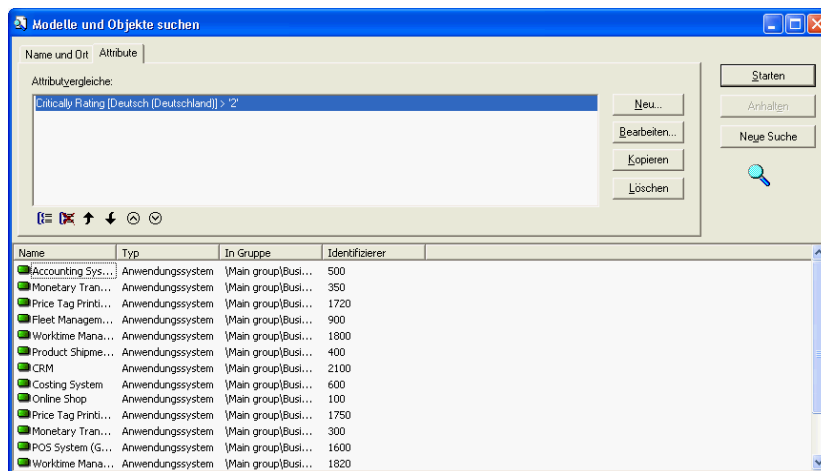 Modelle und Objekte suchen
Name und Ort Attribute
Attributvergleiche:
Critically Rating [Deutsch (Deutschland)] > '2'
Neu...
Bearbeiten...
Kopieren
Löschen
Starten
Anhalten
Neue Suche
Name Typ In Gruppe Identifizierer
Accounting Sys... Anwendungssystem \Main group\Busi... 500
Monetary Tran... Anwendungssystem \Main group\Busi... 350
Price Tag Printi... Anwendungssystem \Main group\Busi... 1720
Fleet Managem... Anwendungssystem \Main group\Busi... 900
Worktime Mana... Anwendungssystem \Main group\Busi... 1800
Product Shipme... Anwendungssystem \Main group\Busi... 400
CRM Anwendungssystem \Main group\Busi... 2100
Costing System Anwendungssystem \Main group\Busi... 600
Online Shop Anwendungssystem \Main group\Busi... 100
Price Tag Printi... Anwendungssystem \Main group\Busi... 1750
Monetary Tran... Anwendungssystem \Main group\Busi... 300
POS System (G... Anwendungssystem \Main group\Busi... 1600
Worktime Mana... Anwendungssystem \Main group\Busi... 1820